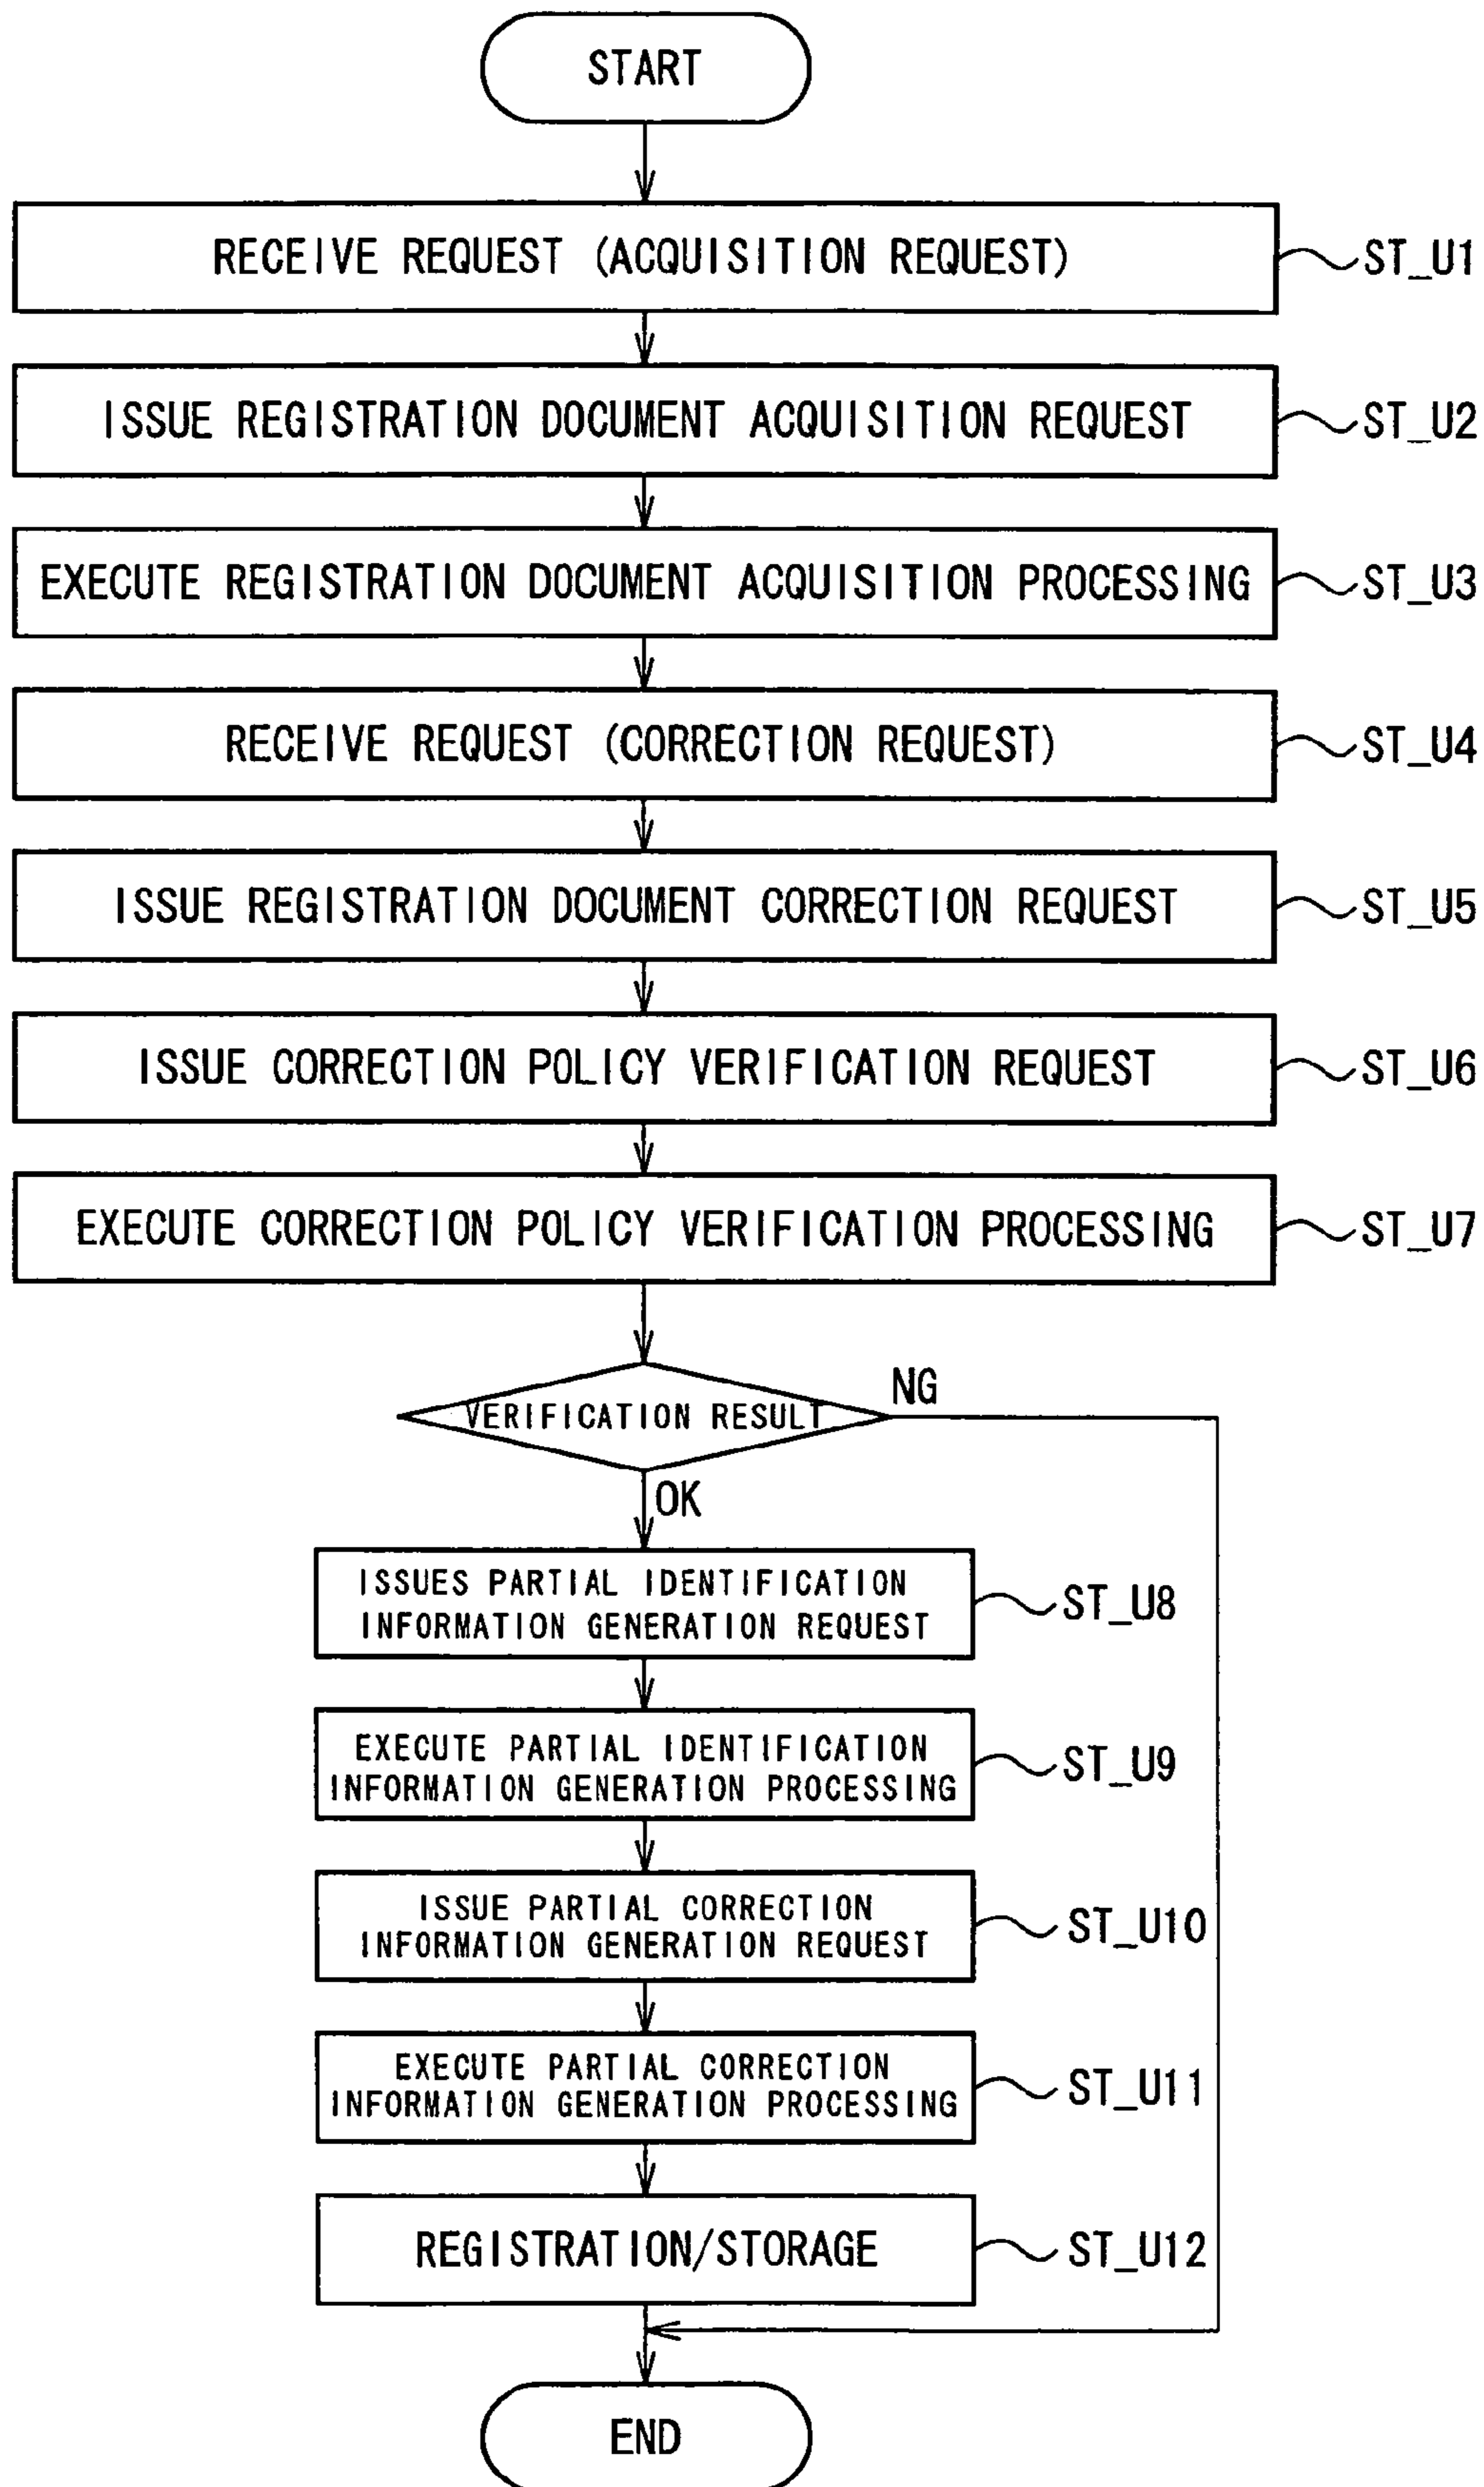 START
RECEIVE REQUEST (ACQUISITION REQUEST)
ST_U1
ISSUE REGISTRATION DOCUMENT ACQUISITION REQUEST
ST_U2
EXECUTE REGISTRATION DOCUMENT ACQUISITION PROCESSING
ST_U3
RECEIVE REQUEST (CORRECTION REQUEST)
ST_U4
ISSUE REGISTRATION DOCUMENT CORRECTION REQUEST
ST_U5
ISSUE CORRECTION POLICY VERIFICATION REQUEST
ST_U6
EXECUTE CORRECTION POLICY VERIFICATION PROCESSING
ST_U7
VERIFICATION RESULT
NG
OK
ISSUES PARTIAL IDENTIFICATION
INFORMATION GENERATION REQUEST
ST_U8
EXECUTE PARTIAL IDENTIFICATION
INFORMATION GENERATION PROCESSING
ST_U9
ISSUE PARTIAL CORRECTION
INFORMATION GENERATION REQUEST
ST_U10
EXECUTE PARTIAL CORRECTION
INFORMATION GENERATION PROCESSING
ST_U11
REGISTRATION/STORAGE
ST_U12
END